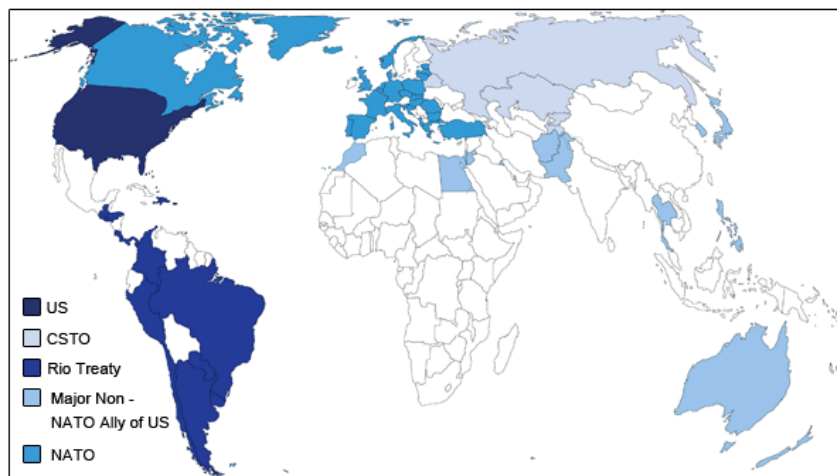 US
CSTO
Rio Treaty
Major Non -
NATO Ally of US
NATO